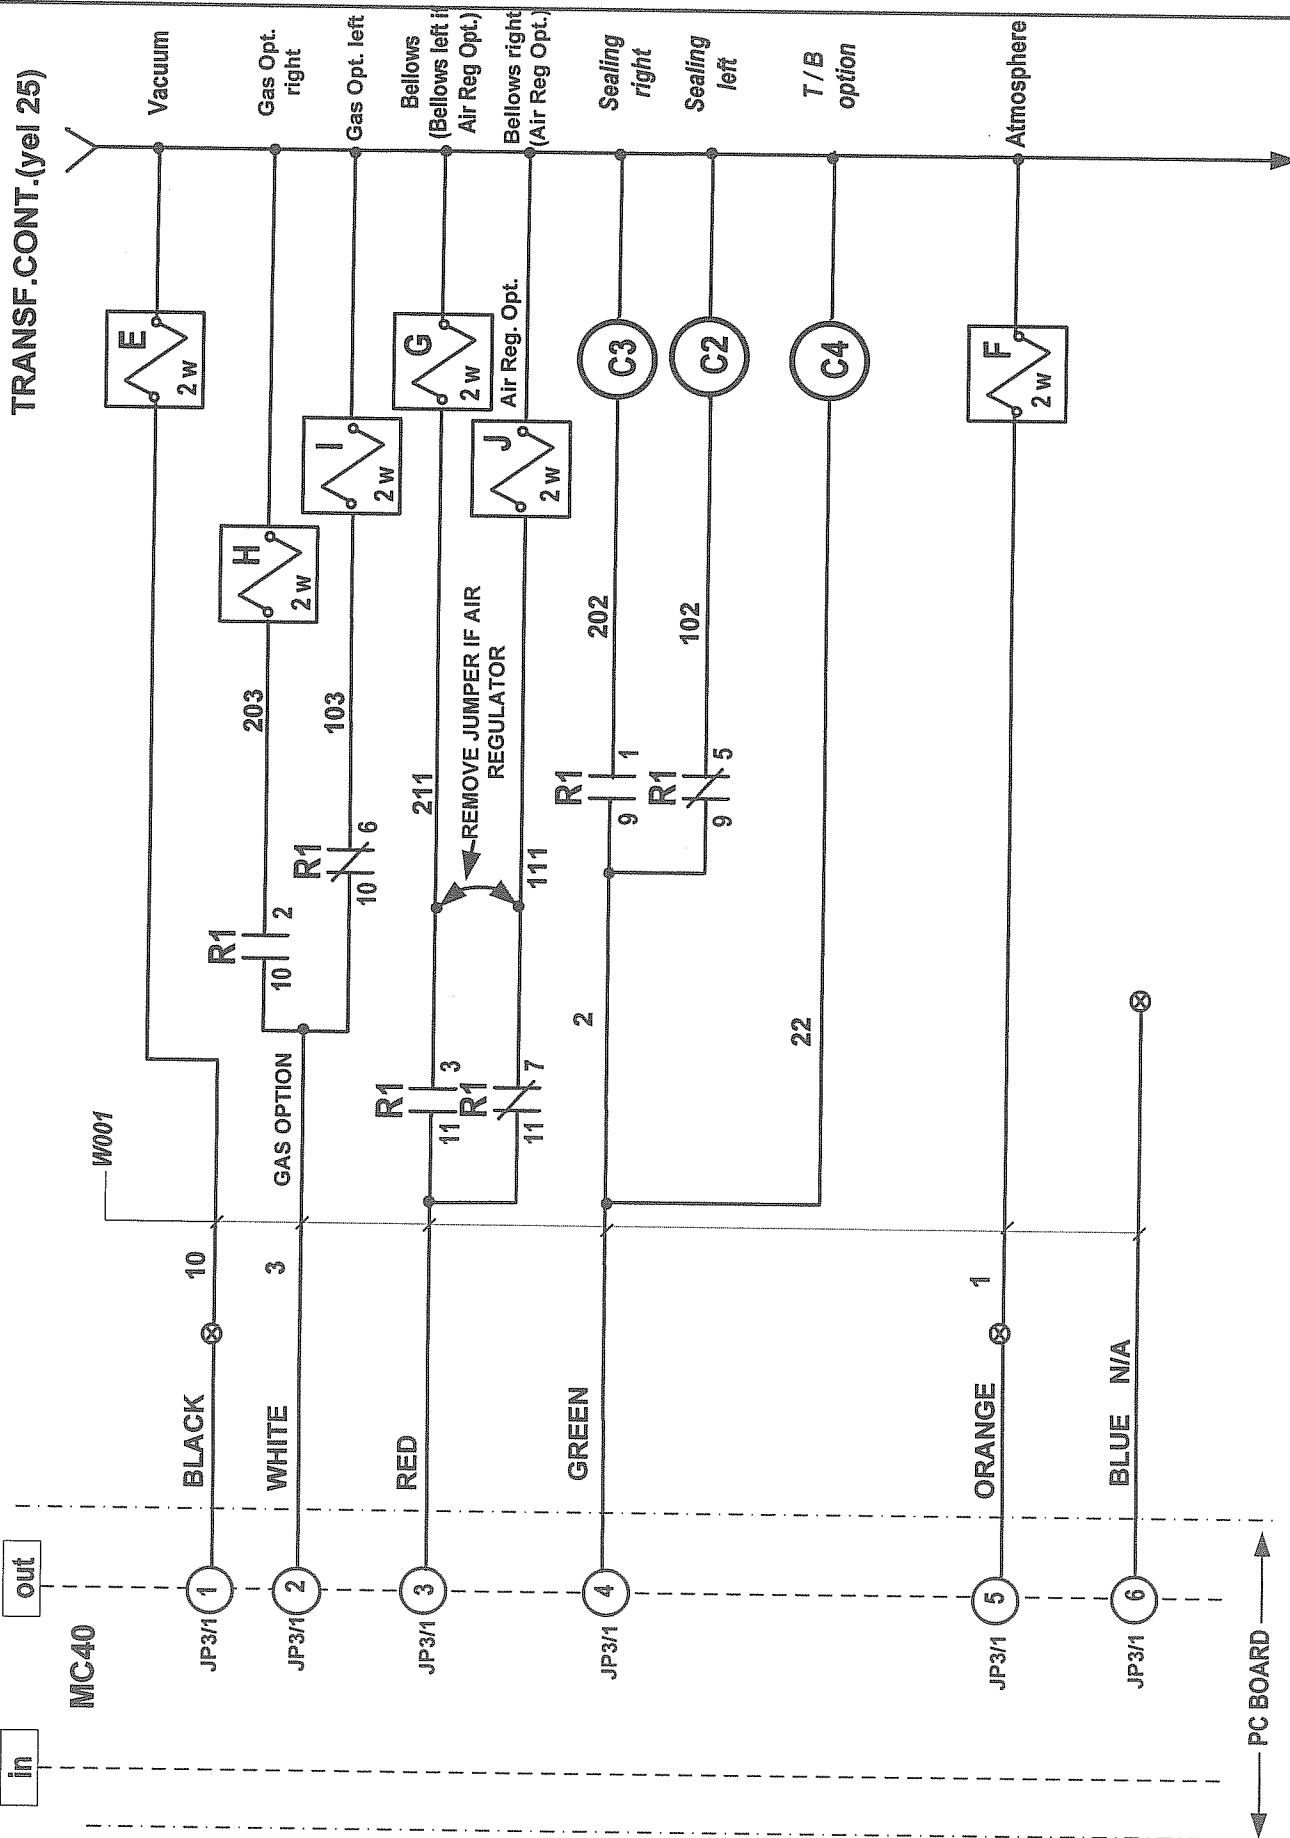 TRANSF.CONT.(yel 25)
in
out
MC40
PC BOARD
W001
JP3/1
1
BLACK
10
E
2 w
Vacuum
JP3/1
2
WHITE
3
GAS OPTION
R1
10
2
203
H
2 w
Gas Opt.
right
R1
10
6
103
I
2 w
Gas Opt. left
JP3/1
3
RED
R1
11
3
211
G
2 w
Bellows
(Bellows left if
Air Reg Opt.)
REMOVE JUMPER IF AIR
REGULATOR
R1
11
7
111
J
2 w
Air Reg. Opt.
Bellows right
(Air Reg Opt.)
JP3/1
4
GREEN
2
R1
9
1
202
C3
Sealing
right
R1
9
5
102
C2
Sealing
left
22
C4
T / B
option
JP3/1
5
ORANGE
1
F
2 w
Atmosphere
JP3/1
6
BLUE N/A